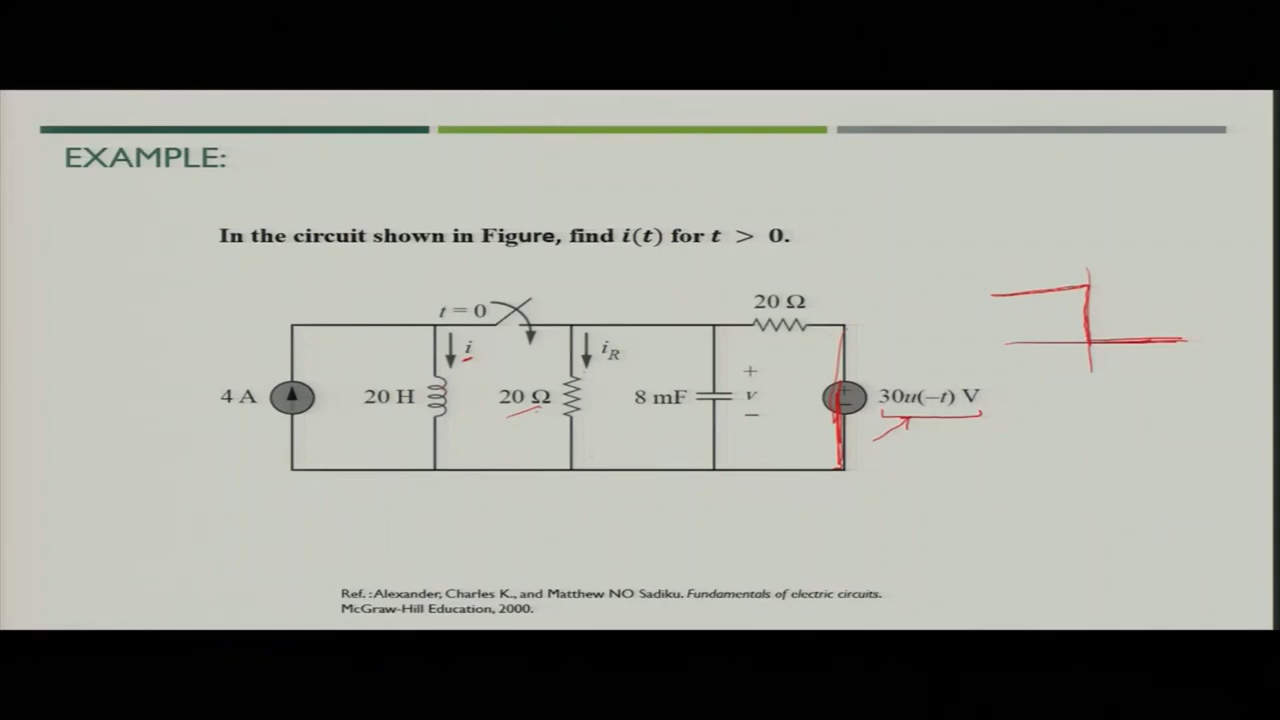 EXAMPLE:
In the circuit shown in Figure, find i(t) for t > 0.
t = 0
20 Ω
i
i_R
4 A
20 H
20 Ω
8 mF
+
v
−
+
−
30u(−t) V
Ref. : Alexander, Charles K., and Matthew NO Sadiku. Fundamentals of electric circuits.
McGraw-Hill Education, 2000.